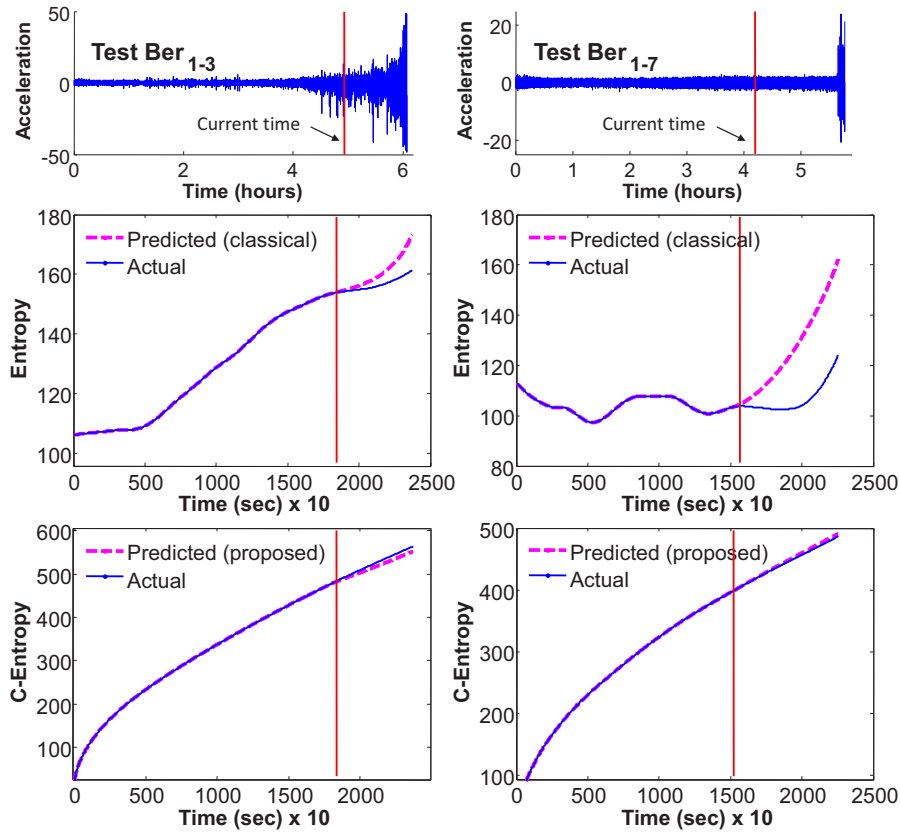 Test Ber1-3
Current time
50
0
-50
Acceleration
0
2
4
6
Time (hours)
Test Ber1-7
Current time
20
0
-20
Acceleration
0
1
2
3
4
5
Time (hours)
180
160
140
120
100
Entropy
Predicted (classical)
Actual
0
500
1000
1500
2000
2500
Time (sec) x 10
180
160
140
120
100
80
Entropy
Predicted (classical)
Actual
0
500
1000
1500
2000
2500
Time (sec) x 10
600
500
400
300
200
100
C-Entropy
Predicted (proposed)
Actual
0
500
1000
1500
2000
Time (sec) x 10
500
400
300
200
100
C-Entropy
Predicted (proposed)
Actual
0
500
1000
1500
2000
2500
Time (sec) x 10